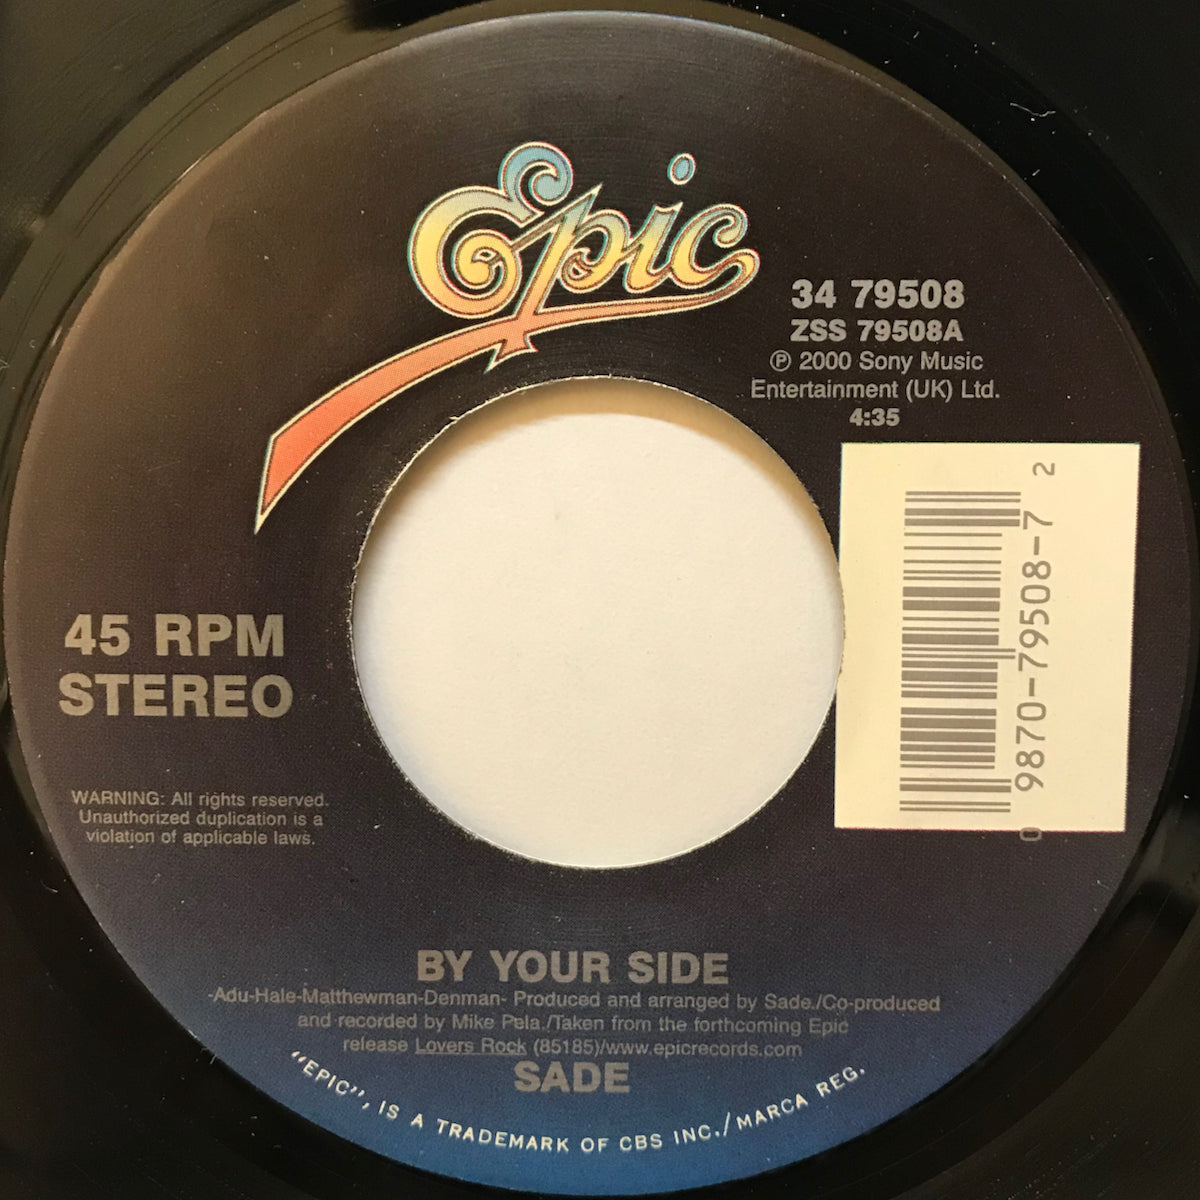 Epic
34 79508
ZSS 79508A
℗ 2000 Sony Music
Entertainment (UK) Ltd.
4:35
2
0 9870-79508-7
45 RPM
STEREO
WARNING: All rights reserved.
Unauthorized duplication is a
violation of applicable laws.
BY YOUR SIDE
-Adu-Hale-Matthewman-Denman- Produced and arranged by Sade./Co-produced
and recorded by Mike Pela./Taken from the forthcoming Epic
release Lovers Rock (85185)/www.epicrecords.com
SADE
"EPIC", IS A TRADEMARK OF CBS INC./MARCA REG.